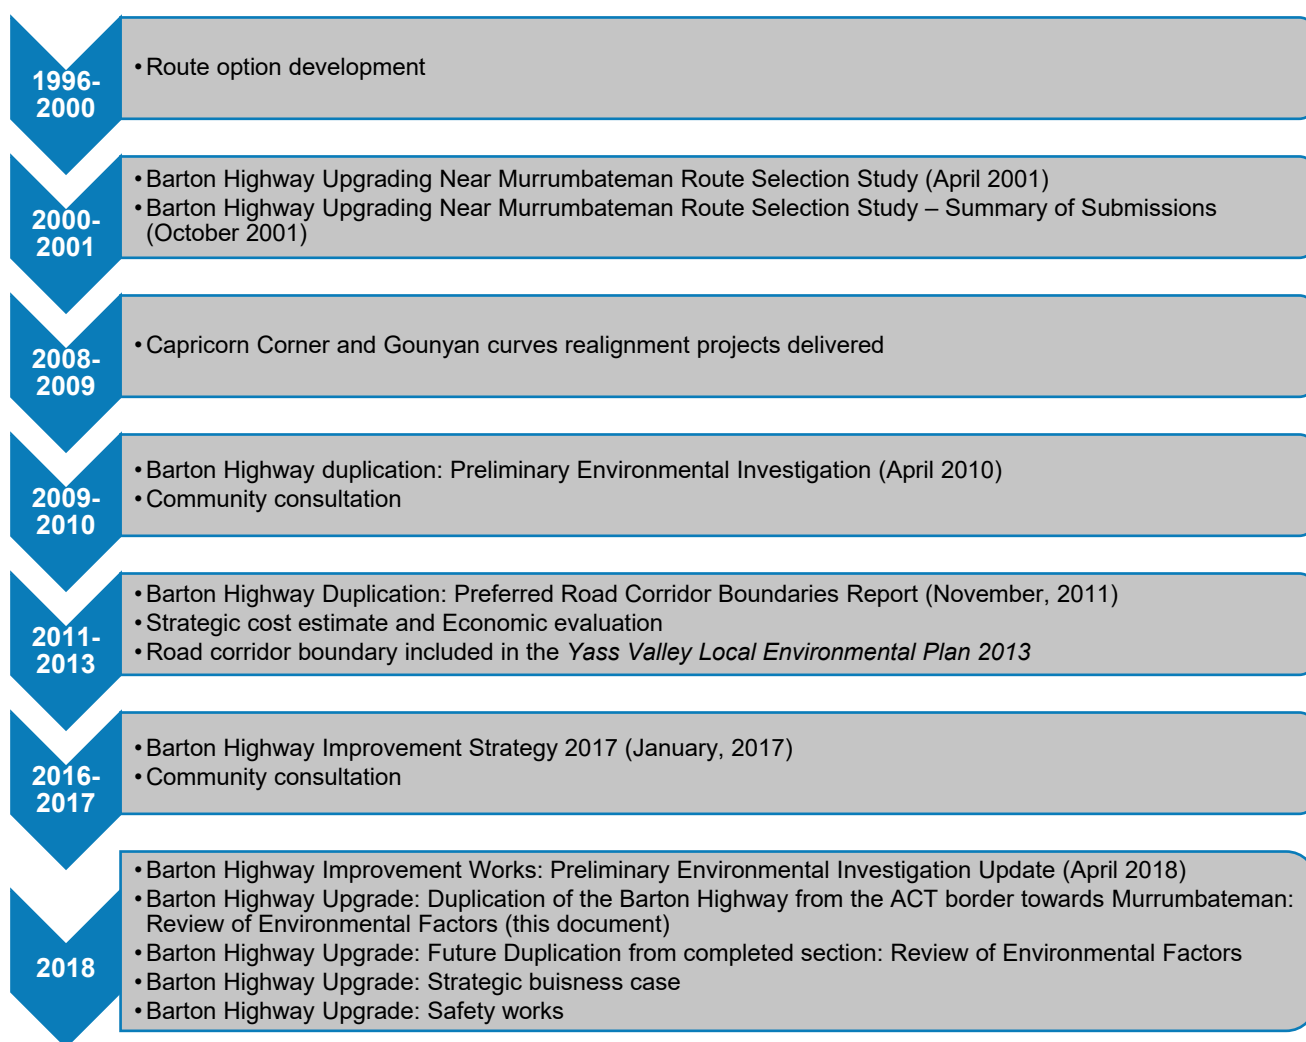 1996-
2000
• Route option development
2000-
2001
• Barton Highway Upgrading Near Murrumbateman Route Selection Study (April 2001)
• Barton Highway Upgrading Near Murrumbateman Route Selection Study – Summary of Submissions
(October 2001)
2008-
2009
• Capricorn Corner and Gounyan curves realignment projects delivered
2009-
2010
• Barton Highway duplication: Preliminary Environmental Investigation (April 2010)
• Community consultation
2011-
2013
• Barton Highway Duplication: Preferred Road Corridor Boundaries Report (November, 2011)
• Strategic cost estimate and Economic evaluation
• Road corridor boundary included in the Yass Valley Local Environmental Plan 2013
2016-
2017
• Barton Highway Improvement Strategy 2017 (January, 2017)
• Community consultation
2018
• Barton Highway Improvement Works: Preliminary Environmental Investigation Update (April 2018)
• Barton Highway Upgrade: Duplication of the Barton Highway from the ACT border towards Murrumbateman:
Review of Environmental Factors (this document)
• Barton Highway Upgrade: Future Duplication from completed section: Review of Environmental Factors
• Barton Highway Upgrade: Strategic buisness case
• Barton Highway Upgrade: Safety works